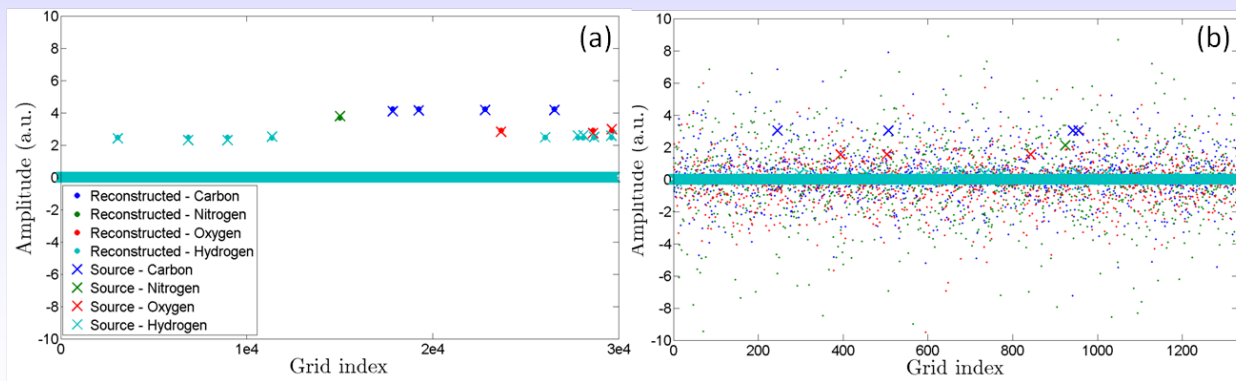 (a)
10
8
6
4
2
0
-2
-4
-6
-8
-10
Amplitude (a.u.)
Reconstructed - Carbon
Reconstructed - Nitrogen
Reconstructed - Oxygen
Reconstructed - Hydrogen
Source - Carbon
Source - Nitrogen
Source - Oxygen
Source - Hydrogen
0 1e4 2e4 3e4
Grid index
(b)
10
8
6
4
2
0
-2
-4
-6
-8
-10
Amplitude (a.u.)
0 200 400 600 800 1000 1200
Grid index